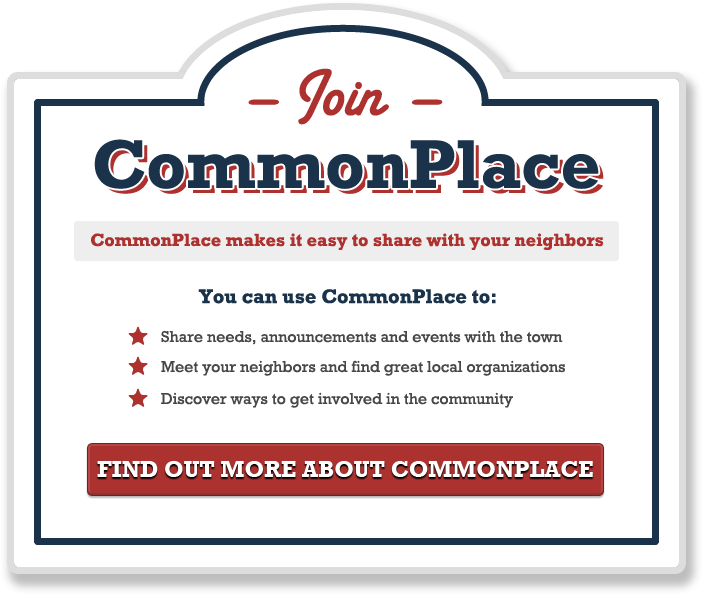 Join
CommonPlace
CommonPlace makes it easy to share with your neighbors
You can use CommonPlace to:
Share needs, announcements and events with the town
Meet your neighbors and find great local organizations
Discover ways to get involved in the community
FIND OUT MORE ABOUT COMMONPLACE